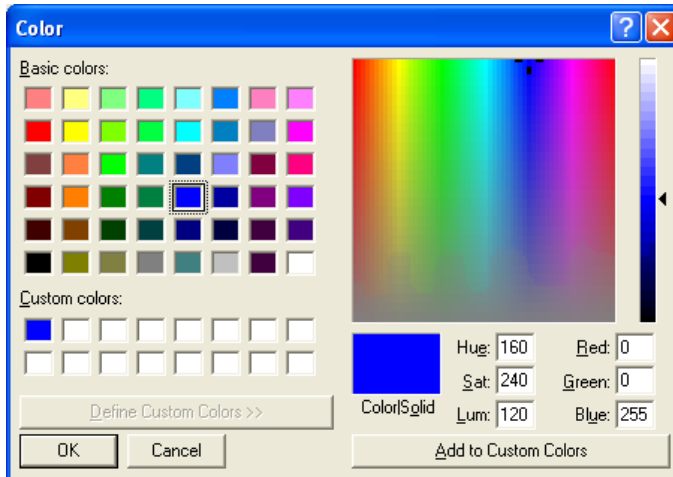 Color
Basic colors:
Custom colors:
Define Custom Colors >>
OK Cancel
Color|Solid
Hue: 160 Red: 0
Sat: 240 Green: 0
Lum: 120 Blue: 255
Add to Custom Colors